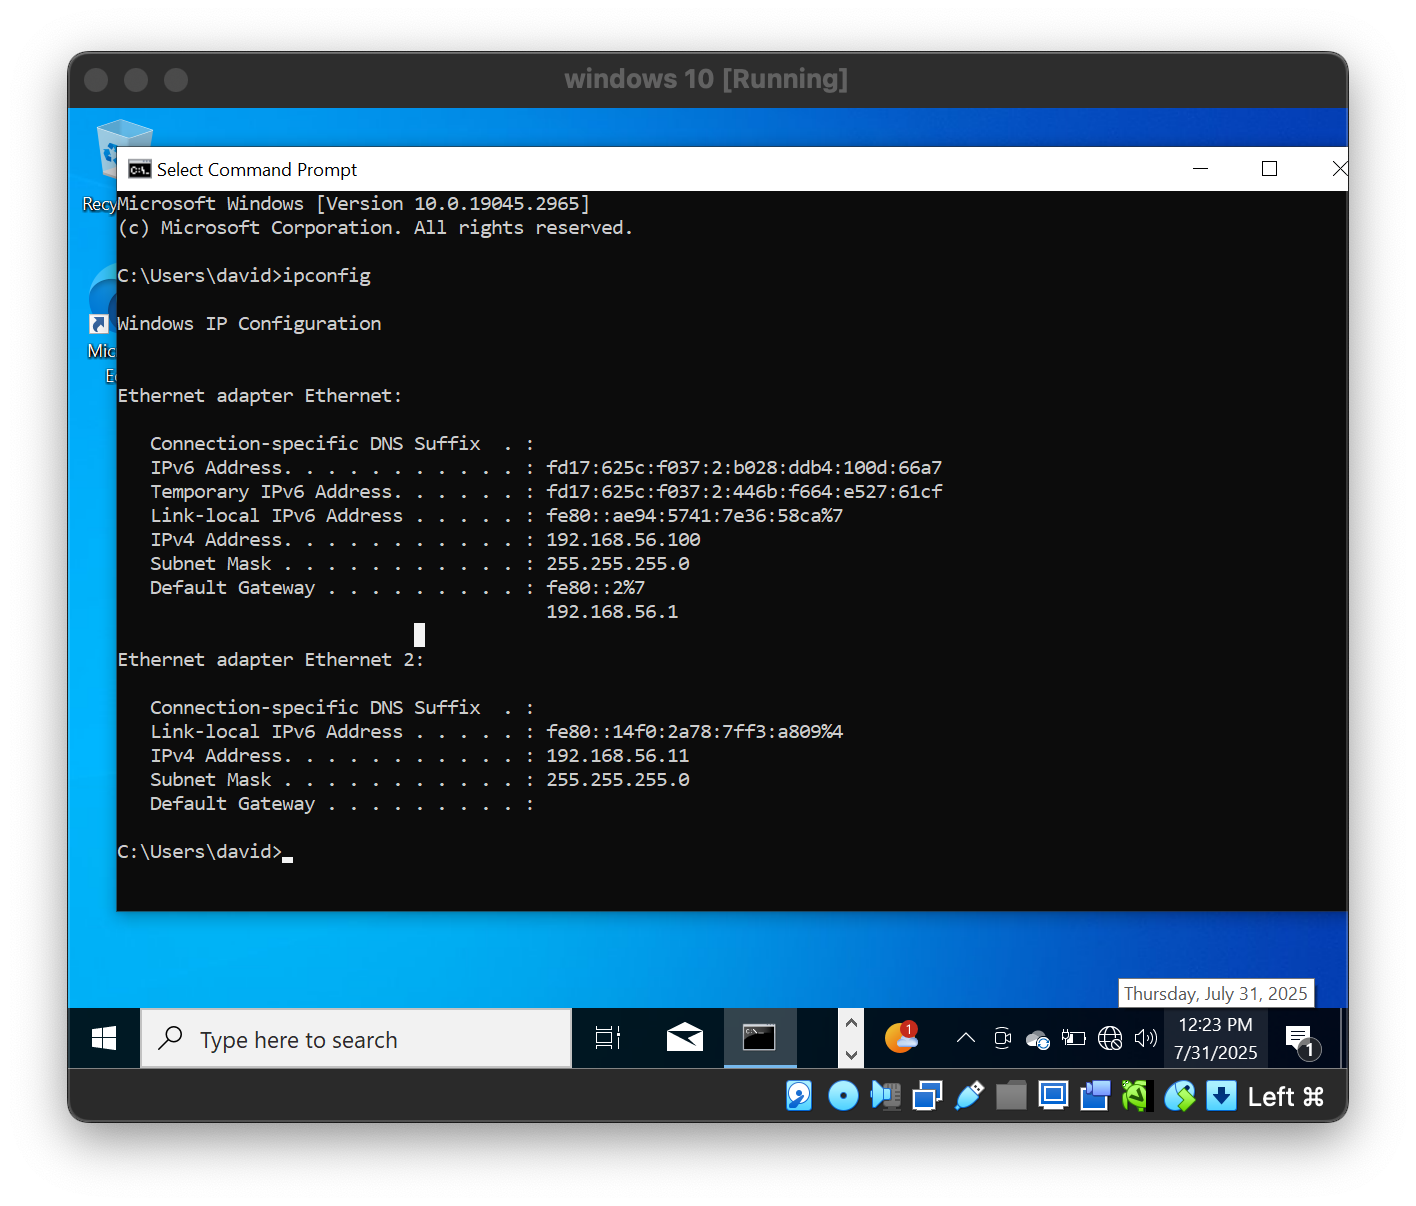 windows 10 [Running]
Select Command Prompt
Recy
Microsoft Windows [Version 10.0.19045.2965]
(c) Microsoft Corporation. All rights reserved.
C:\Users\david>ipconfig
Windows IP Configuration
Mic
E
Ethernet adapter Ethernet:
Connection-specific DNS Suffix  . :
IPv6 Address. . . . . . . . . . . : fd17:625c:f037:2:b028:ddb4:100d:66a7
Temporary IPv6 Address. . . . . . : fd17:625c:f037:2:446b:f664:e527:61cf
Link-local IPv6 Address . . . . . : fe80::ae94:5741:7e36:58ca%7
IPv4 Address. . . . . . . . . . . : 192.168.56.100
Subnet Mask . . . . . . . . . . . : 255.255.255.0
Default Gateway . . . . . . . . . : fe80::2%7
192.168.56.1
Ethernet adapter Ethernet 2:
Connection-specific DNS Suffix  . :
Link-local IPv6 Address . . . . . : fe80::14f0:2a78:7ff3:a809%4
IPv4 Address. . . . . . . . . . . : 192.168.56.11
Subnet Mask . . . . . . . . . . . : 255.255.255.0
Default Gateway . . . . . . . . . :
C:\Users\david>
Thursday, July 31, 2025
Type here to search
1
12:23 PM
7/31/2025
1
Left ⌘